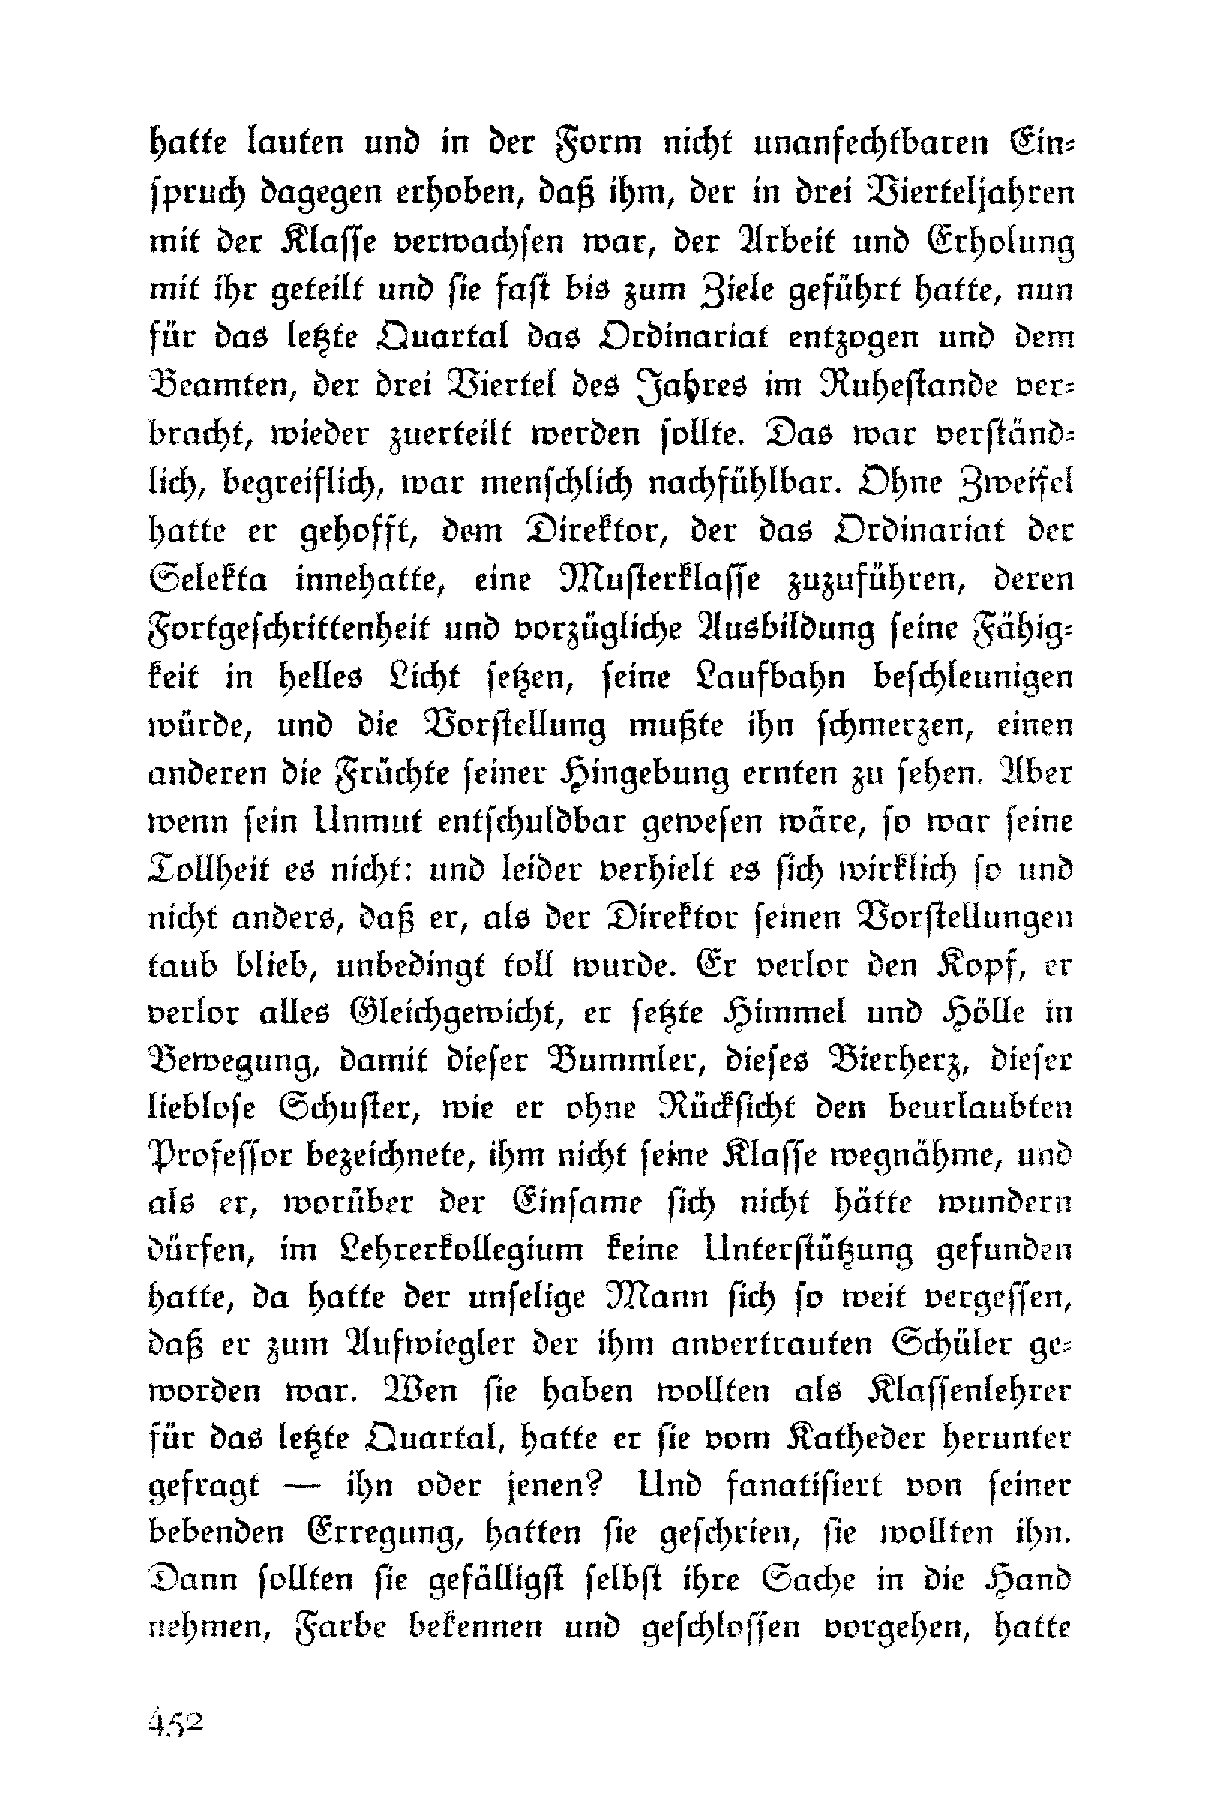 hatte lauten und in der Form nicht unanfechtbaren Ein-
spruch dagegen erhoben, daß ihm, der in drei Vierteljahren
mit der Klasse verwachsen war, der Arbeit und Erholung
mit ihr geteilt und sie fast bis zum Ziele geführt hatte, nun
für das letzte Quartal das Ordinariat entzogen und dem
Beamten, der drei Viertel des Jahres im Ruhestande ver-
bracht, wieder zuerteilt werden sollte. Das war verständ-
lich, begreiflich, war menschlich nachfühlbar. Ohne Zweifel
hatte er gehofft, dem Direktor, der das Ordinariat der
Selekta innehatte, eine Musterklasse zuzuführen, deren
Fortgeschrittenheit und vorzügliche Ausbildung seine Fähig-
keit in helles Licht setzen, seine Laufbahn beschleunigen
würde, und die Vorstellung mußte ihn schmerzen, einen
anderen die Früchte seiner Hingebung ernten zu sehen. Aber
wenn sein Unmut entschuldbar gewesen wäre, so war seine
Tollheit es nicht: und leider verhielt es sich wirklich so und
nicht anders, daß er, als der Direktor seinen Vorstellungen
taub blieb, unbedingt toll wurde. Er verlor den Kopf, er
verlor alles Gleichgewicht, er setzte Himmel und Hölle in
Bewegung, damit dieser Bummler, dieses Bierherz, dieser
lieblose Schuster, wie er ohne Rücksicht den beurlaubten
Professor bezeichnete, ihm nicht seine Klasse wegnähme, und
als er, worüber der Einsame sich nicht hätte wundern
dürfen, im Lehrerkollegium keine Unterstützung gefunden
hatte, da hatte der unselige Mann sich so weit vergessen,
daß er zum Aufwiegler der ihm anvertrauten Schüler ge-
worden war. Wen sie haben wollten als Klassenlehrer
für das letzte Quartal, hatte er sie vom Katheder herunter
gefragt — ihn oder jenen? Und fanatisiert von seiner
bebenden Erregung, hatten sie geschrien, sie wollten ihn.
Dann sollten sie gefälligst selbst ihre Sache in die Hand
nehmen, Farbe bekennen und geschlossen vorgehen, hatte
452